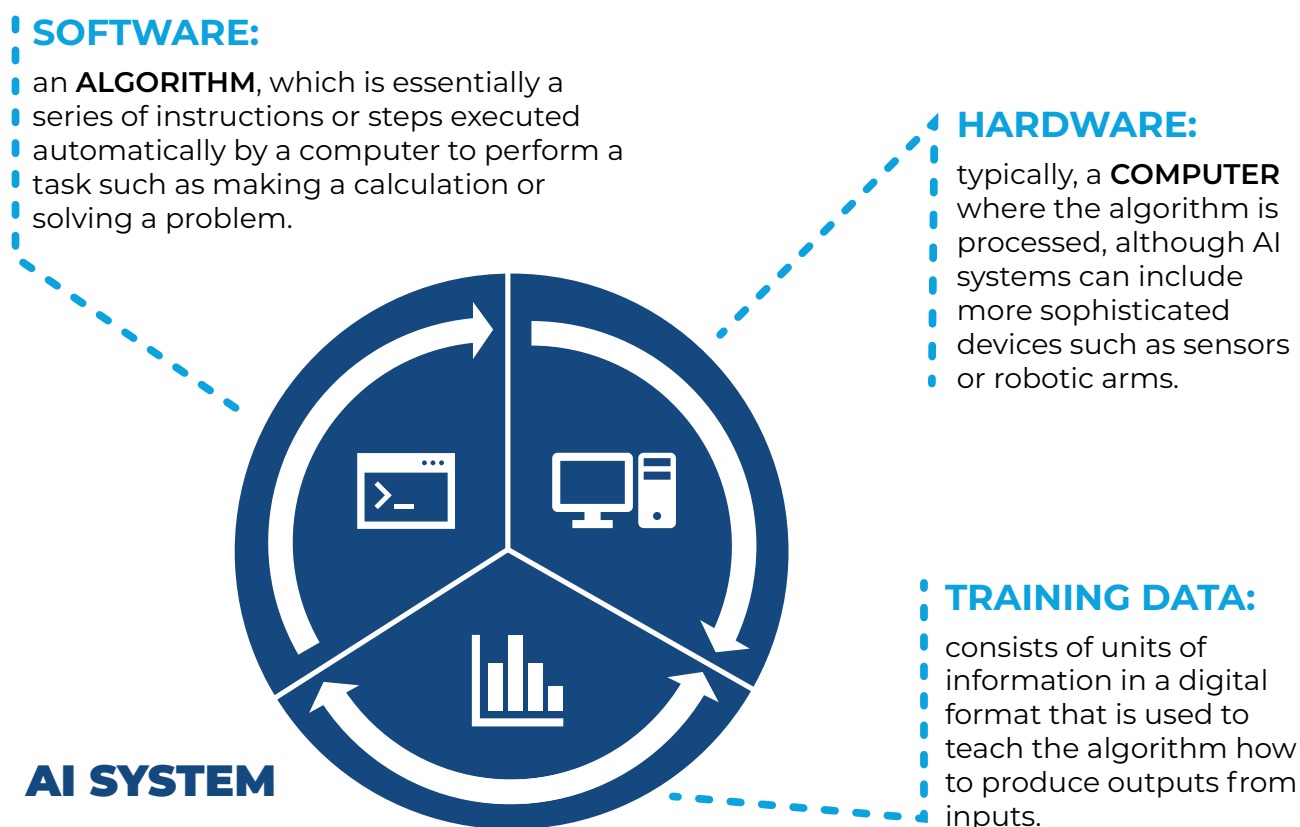 SOFTWARE:
an ALGORITHM, which is essentially a
series of instructions or steps executed
automatically by a computer to perform a
task such as making a calculation or
solving a problem.
HARDWARE:
typically, a COMPUTER
where the algorithm is
processed, although AI
systems can include
more sophisticated
devices such as sensors
or robotic arms.
TRAINING DATA:
consists of units of
information in a digital
format that is used to
teach the algorithm how
to produce outputs from
inputs.
AI SYSTEM